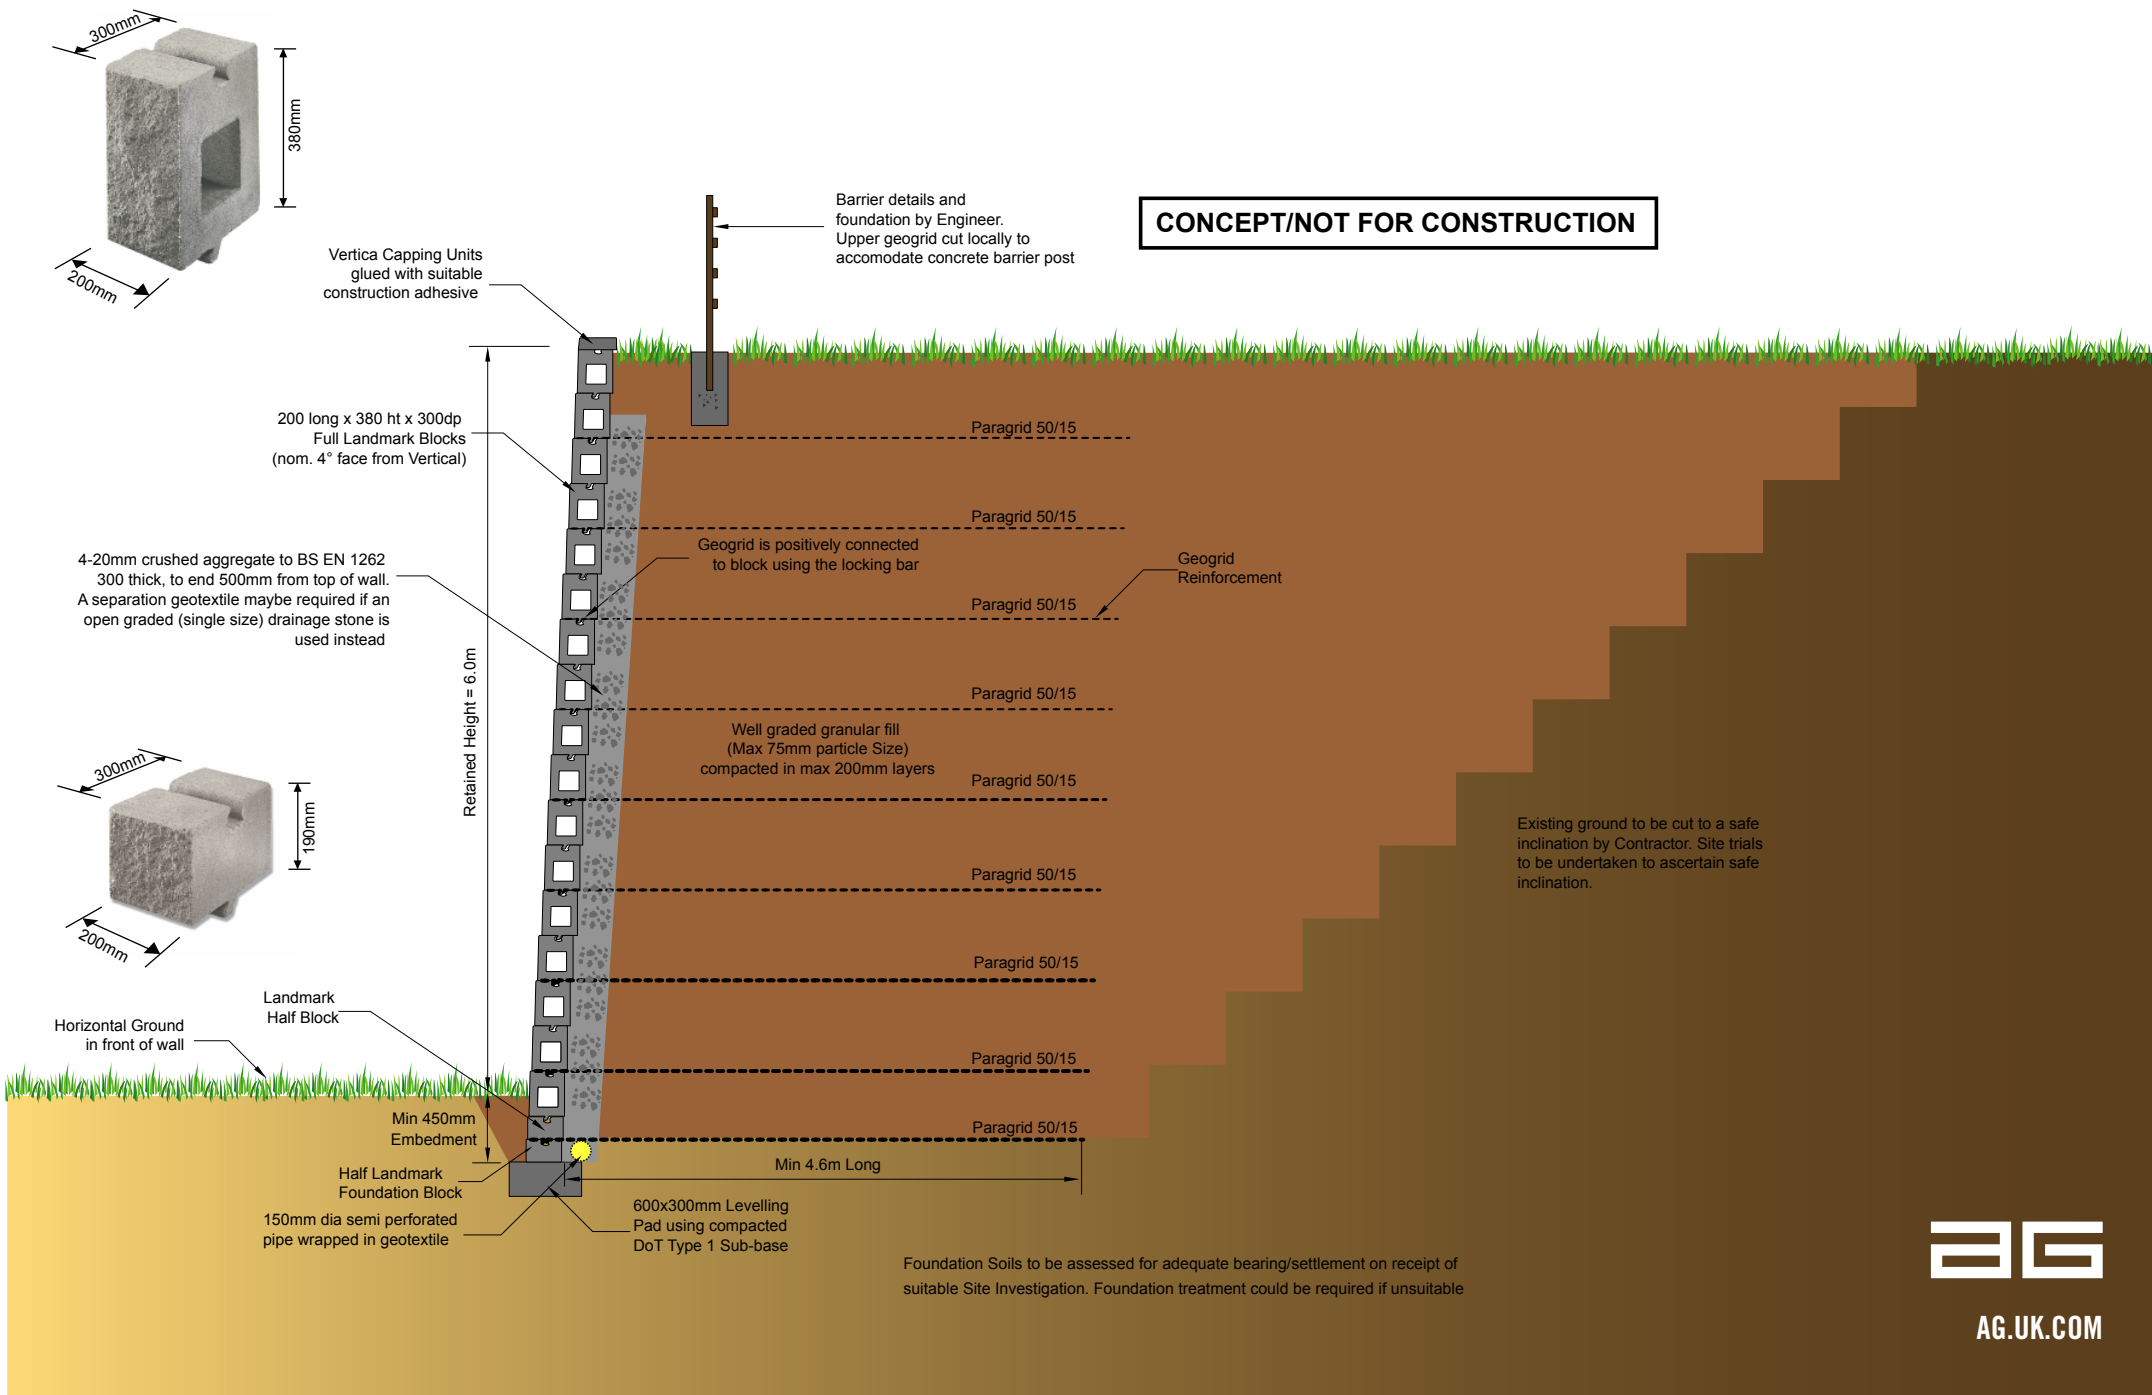 300mm
380mm
200mm
Vertica Capping Units
glued with suitable
construction adhesive
Barrier details and
foundation by Engineer.
Upper geogrid cut locally to
accomodate concrete barrier post
CONCEPT/NOT FOR CONSTRUCTION
200 long x 380 ht x 300dp
Full Landmark Blocks
(nom. 4° face from Vertical)
Paragrid 50/15
Paragrid 50/15
4-20mm crushed aggregate to BS EN 1262
300 thick, to end 500mm from top of wall.
A separation geotextile maybe required if an
open graded (single size) drainage stone is
used instead
Geogrid is positively connected
to block using the locking bar
Geogrid
Reinforcement
Paragrid 50/15
Retained Height = 6.0m
Paragrid 50/15
Well graded granular fill
(Max 75mm particle Size)
compacted in max 200mm layers
Paragrid 50/15
300mm
190mm
200mm
Existing ground to be cut to a safe
inclination by Contractor. Site trials
to be undertaken to ascertain safe
inclination.
Paragrid 50/15
Paragrid 50/15
Landmark
Half Block
Horizontal Ground
in front of wall
Paragrid 50/15
Min 450mm
Embedment
Paragrid 50/15
Min 4.6m Long
Half Landmark
Foundation Block
150mm dia semi perforated
pipe wrapped in geotextile
600x300mm Levelling
Pad using compacted
DoT Type 1 Sub-base
Foundation Soils to be assessed for adequate bearing/settlement on receipt of
suitable Site Investigation. Foundation treatment could be required if unsuitable
aG
AG.UK.COM